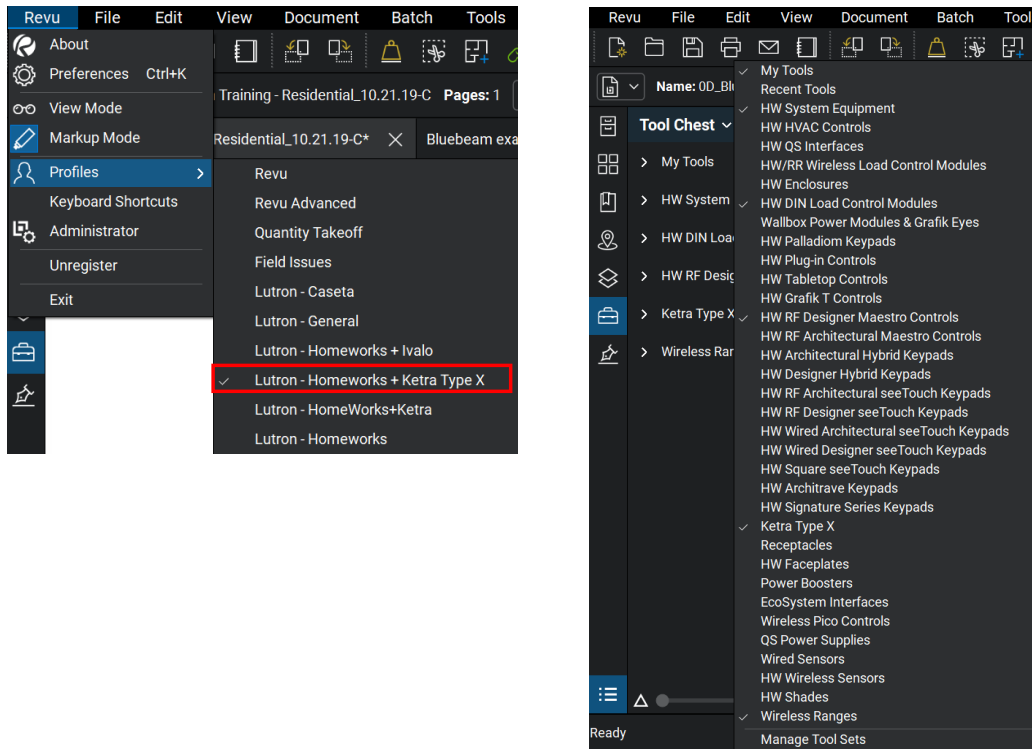 Revu File Edit View Document Batch Tools
About
Preferences Ctrl+K
View Mode
Training - Residential_10.21.19-C Pages: 1
Markup Mode
Residential_10.21.19-C* Bluebeam exa
Profiles
Keyboard Shortcuts
Administrator
Unregister
Exit
Revu
Revu Advanced
Quantity Takeoff
Field Issues
Lutron - Caseta
Lutron - General
Lutron - Homeworks + Ivalo
Lutron - Homeworks + Ketra Type X
Lutron - HomeWorks+Ketra
Lutron - Homeworks
Revu File Edit View Document Batch Tool
Name: 0D_Blu
Tool Chest
My Tools
HW System
HW DIN Load
HW RF Desig
Ketra Type X
Wireless Ran
Ready
My Tools
Recent Tools
HW System Equipment
HW HVAC Controls
HW QS Interfaces
HW/RR Wireless Load Control Modules
HW Enclosures
HW DIN Load Control Modules
Wallbox Power Modules & Grafik Eyes
HW Palladiom Keypads
HW Plug-in Controls
HW Tabletop Controls
HW Grafik T Controls
HW RF Designer Maestro Controls
HW RF Architectural Maestro Controls
HW Architectural Hybrid Keypads
HW Designer Hybrid Keypads
HW RF Architectural seeTouch Keypads
HW RF Designer seeTouch Keypads
HW Wired Architectural seeTouch Keypads
HW Wired Designer seeTouch Keypads
HW Square seeTouch Keypads
HW Architrave Keypads
HW Signature Series Keypads
Ketra Type X
Receptacles
HW Faceplates
Power Boosters
EcoSystem Interfaces
Wireless Pico Controls
QS Power Supplies
Wired Sensors
HW Wireless Sensors
HW Shades
Wireless Ranges
Manage Tool Sets